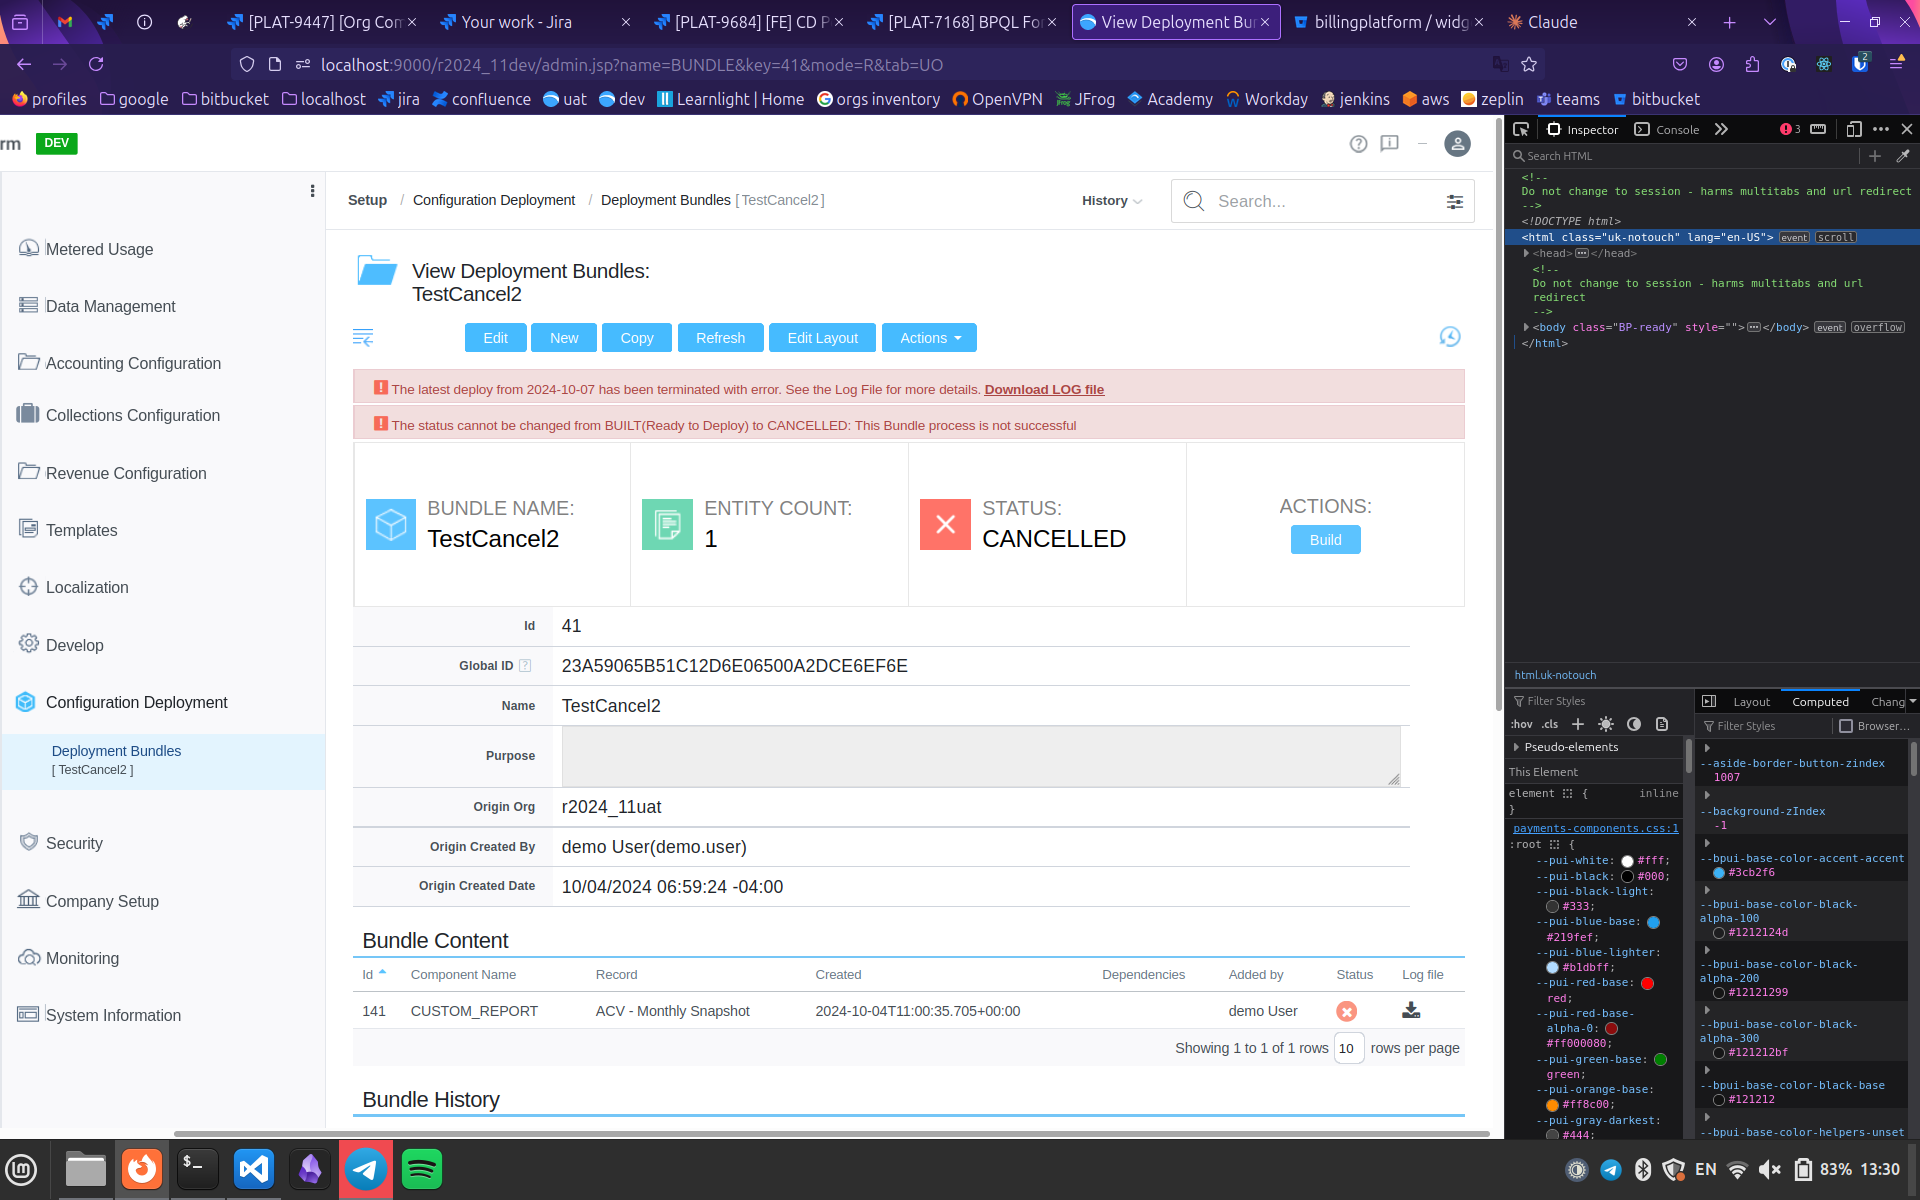 [PLAT-9447] [Org Com
Your work - Jira
[PLAT-9684] [FE] CD P
[PLAT-7168] BPQL For
View Deployment Bun
billingplatform / widg
Claude
localhost:9000/r2024_11dev/admin.jsp?name=BUNDLE&key=41&mode=R&tab=UO
2
profiles
google
bitbucket
localhost
jira
confluence
uat
dev
Learnlight | Home
orgs inventory
OpenVPN
JFrog
Academy
Workday
jenkins
aws
zeplin
teams
bitbucket
rm
DEV
Setup / Configuration Deployment / Deployment Bundles [ TestCancel2 ]
History
Search...
Metered Usage
Data Management
Accounting Configuration
Collections Configuration
Revenue Configuration
Templates
Localization
Develop
Configuration Deployment
Deployment Bundles
[ TestCancel2 ]
Security
Company Setup
Monitoring
System Information
View Deployment Bundles:
TestCancel2
Edit
New
Copy
Refresh
Edit Layout
Actions
The latest deploy from 2024-10-07 has been terminated with error. See the Log File for more details. Download LOG file
The status cannot be changed from BUILT(Ready to Deploy) to CANCELLED: This Bundle process is not successful
BUNDLE NAME:
TestCancel2
ENTITY COUNT:
1
STATUS:
CANCELLED
ACTIONS:
Build
Id 41
Global ID ? 23A59065B51C12D6E06500A2DCE6EF6E
Name TestCancel2
Purpose
Origin Org r2024_11uat
Origin Created By demo User(demo.user)
Origin Created Date 10/04/2024 06:59:24 -04:00
Bundle Content
Id Component Name Record Created Dependencies Added by Status Log file
141 CUSTOM_REPORT ACV - Monthly Snapshot 2024-10-04T11:00:35.705+00:00 demo User
Showing 1 to 1 of 1 rows 10 rows per page
Bundle History
Inspector
Console
3
Search HTML
<!--
Do not change to session - harms multitabs and url redirect
-->
<!DOCTYPE html>
<html class="uk-notouch" lang="en-US"> event scroll
<head></head>
<!--
Do not change to session - harms multitabs and url
redirect
-->
<body class="BP-ready" style=""></body> event overflow
</html>
html.uk-notouch
Filter Styles
:hov .cls
Pseudo-elements
This Element
element { inline
}
payments-components.css:1
:root {
--pui-white: #fff;
--pui-black: #000;
--pui-black-light:
#333;
--pui-blue-base:
#219fef;
--pui-blue-lighter:
#b1dbff;
--pui-red-base:
red;
--pui-red-base-
alpha-0:
#ff000080;
--pui-green-base:
green;
--pui-orange-base:
#ff8c00;
--pui-gray-darkest:
#444;
Layout
Computed
Chang
Filter Styles
Browser...
--aside-border-button-zindex
1007
--background-zIndex
-1
--bpui-base-color-accent-accent
#3cb2f6
--bpui-base-color-black-
alpha-100
#1212124d
--bpui-base-color-black-
alpha-200
#12121299
--bpui-base-color-black-
alpha-300
#121212bf
--bpui-base-color-black-base
#121212
--bpui-base-color-helpers-unset
EN
83%
13:30